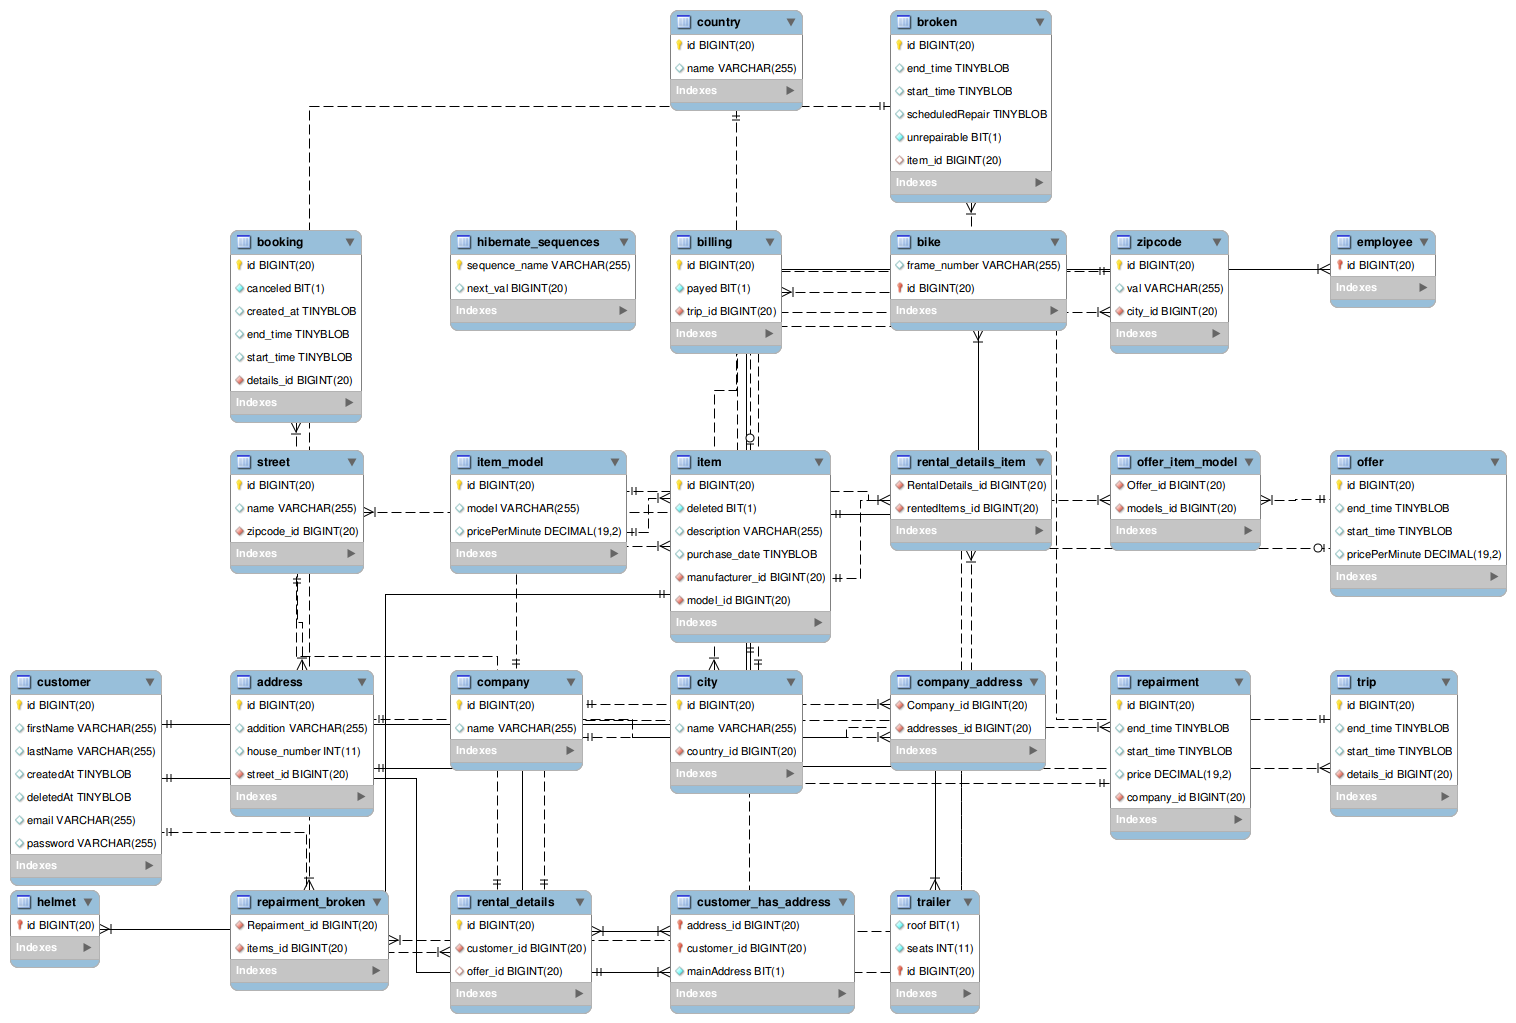 country
id BIGINT(20)
name VARCHAR(255)
Indexes
broken
id BIGINT(20)
end_time TINYBLOB
start_time TINYBLOB
scheduledRepair TINYBLOB
unrepairable BIT(1)
item_id BIGINT(20)
Indexes
booking
id BIGINT(20)
canceled BIT(1)
created_at TINYBLOB
end_time TINYBLOB
start_time TINYBLOB
details_id BIGINT(20)
Indexes
hibernate_sequences
sequence_name VARCHAR(255)
next_val BIGINT(20)
Indexes
billing
id BIGINT(20)
payed BIT(1)
trip_id BIGINT(20)
Indexes
bike
frame_number VARCHAR(255)
id BIGINT(20)
Indexes
zipcode
id BIGINT(20)
val VARCHAR(255)
city_id BIGINT(20)
Indexes
employee
id BIGINT(20)
Indexes
street
id BIGINT(20)
name VARCHAR(255)
zipcode_id BIGINT(20)
Indexes
item_model
id BIGINT(20)
model VARCHAR(255)
pricePerMinute DECIMAL(19,2)
Indexes
item
id BIGINT(20)
deleted BIT(1)
description VARCHAR(255)
purchase_date TINYBLOB
manufacturer_id BIGINT(20)
model_id BIGINT(20)
Indexes
rental_details_item
RentalDetails_id BIGINT(20)
rentedItems_id BIGINT(20)
Indexes
offer_item_model
Offer_id BIGINT(20)
models_id BIGINT(20)
Indexes
offer
id BIGINT(20)
end_time TINYBLOB
start_time TINYBLOB
pricePerMinute DECIMAL(19,2)
Indexes
customer
id BIGINT(20)
firstName VARCHAR(255)
lastName VARCHAR(255)
createdAt TINYBLOB
deletedAt TINYBLOB
email VARCHAR(255)
password VARCHAR(255)
Indexes
address
id BIGINT(20)
addition VARCHAR(255)
house_number INT(11)
street_id BIGINT(20)
Indexes
company
id BIGINT(20)
name VARCHAR(255)
Indexes
city
id BIGINT(20)
name VARCHAR(255)
country_id BIGINT(20)
Indexes
company_address
Company_id BIGINT(20)
addresses_id BIGINT(20)
Indexes
repairment
id BIGINT(20)
end_time TINYBLOB
start_time TINYBLOB
price DECIMAL(19,2)
company_id BIGINT(20)
Indexes
trip
id BIGINT(20)
end_time TINYBLOB
start_time TINYBLOB
details_id BIGINT(20)
Indexes
helmet
id BIGINT(20)
Indexes
repairment_broken
Repairment_id BIGINT(20)
items_id BIGINT(20)
Indexes
rental_details
id BIGINT(20)
customer_id BIGINT(20)
offer_id BIGINT(20)
Indexes
customer_has_address
address_id BIGINT(20)
customer_id BIGINT(20)
mainAddress BIT(1)
Indexes
trailer
roof BIT(1)
seats INT(11)
id BIGINT(20)
Indexes